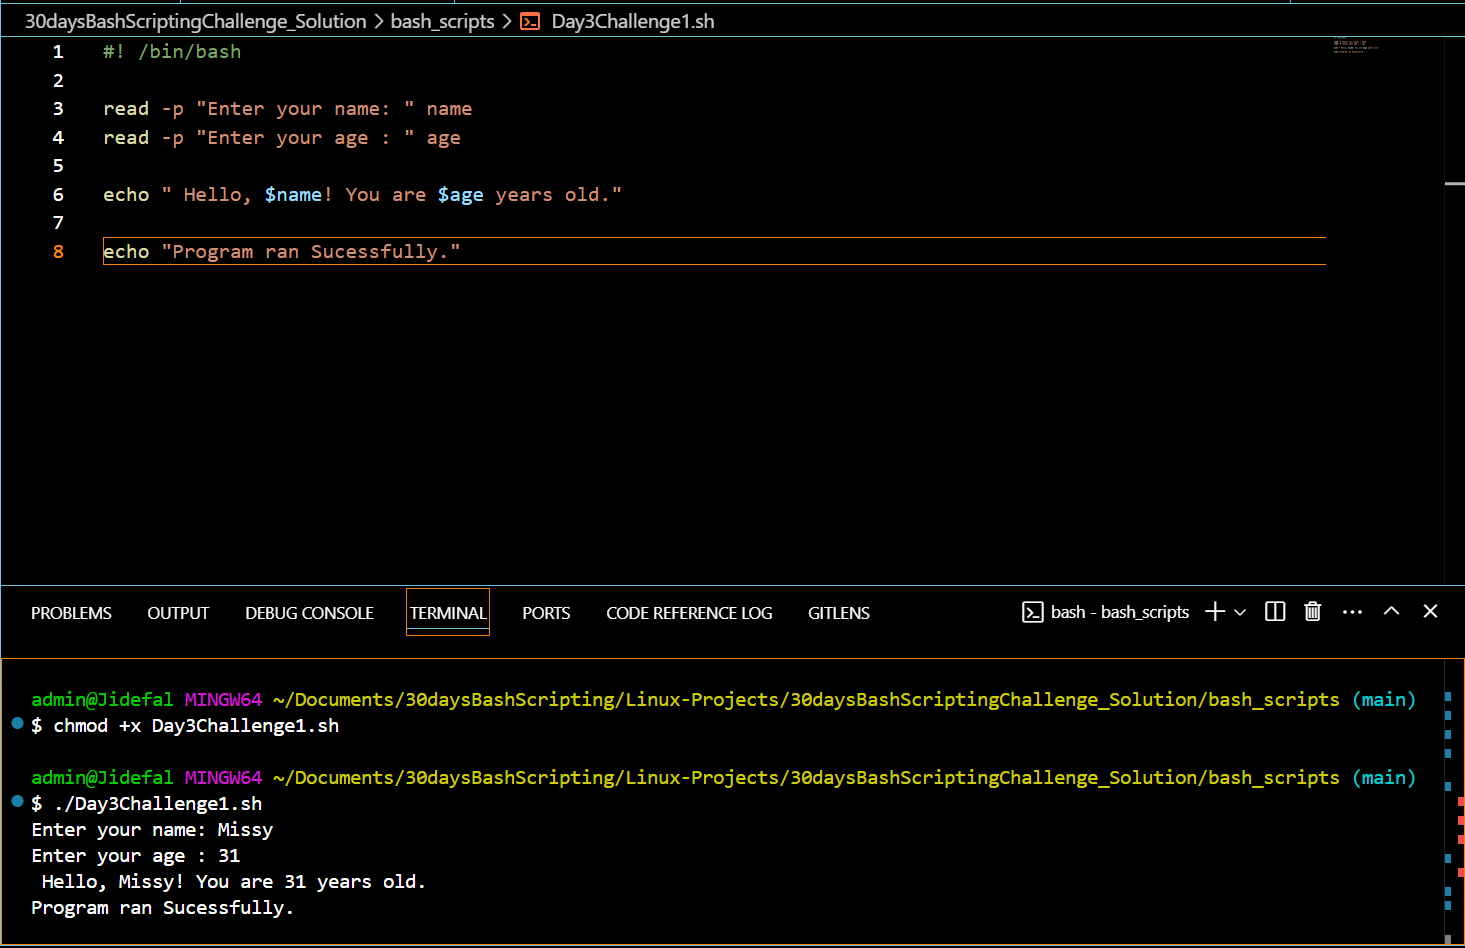 30daysBashScriptingChallenge_Solution > bash_scripts > Day3Challenge1.sh
1 #! /bin/bash
2
3 read -p "Enter your name: " name
4 read -p "Enter your age : " age
5
6 echo " Hello, $name! You are $age years old."
7
8 echo "Program ran Sucessfully."
PROBLEMS OUTPUT DEBUG CONSOLE TERMINAL PORTS CODE REFERENCE LOG GITLENS bash - bash_scripts
admin@Jidefal MINGW64 ~/Documents/30daysBashScripting/Linux-Projects/30daysBashScriptingChallenge_Solution/bash_scripts (main)
$ chmod +x Day3Challenge1.sh
admin@Jidefal MINGW64 ~/Documents/30daysBashScripting/Linux-Projects/30daysBashScriptingChallenge_Solution/bash_scripts (main)
$ ./Day3Challenge1.sh
Enter your name: Missy
Enter your age : 31
 Hello, Missy! You are 31 years old.
Program ran Sucessfully.